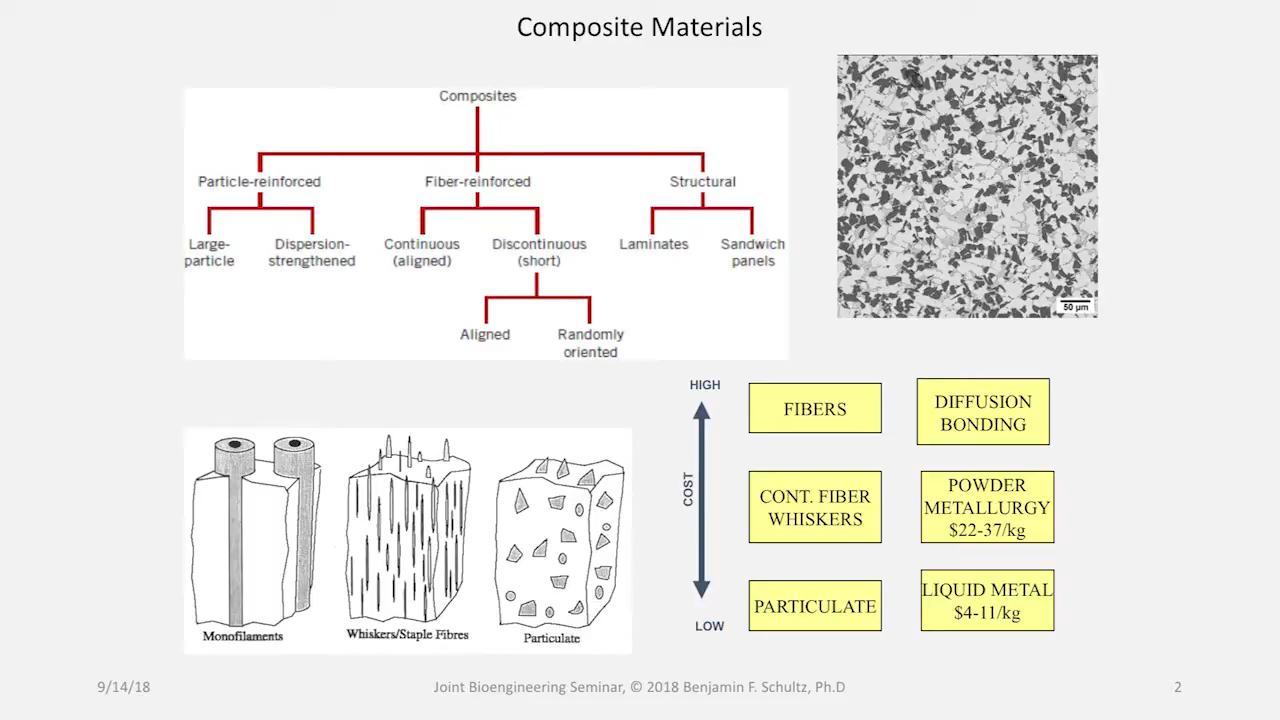 Composite Materials
Composites
Particle-reinforced
Fiber-reinforced
Structural
Large-
particle
Dispersion-
strengthened
Continuous
(aligned)
Discontinuous
(short)
Laminates
Sandwich
panels
Aligned
Randomly
oriented
50 µm
Monofilaments
Whiskers/Staple Fibres
Particulate
HIGH
COST
LOW
FIBERS
DIFFUSION
BONDING
CONT. FIBER
WHISKERS
POWDER
METALLURGY
$22-37/kg
PARTICULATE
LIQUID METAL
$4-11/kg
9/14/18
Joint Bioengineering Seminar, © 2018 Benjamin F. Schultz, Ph.D
2